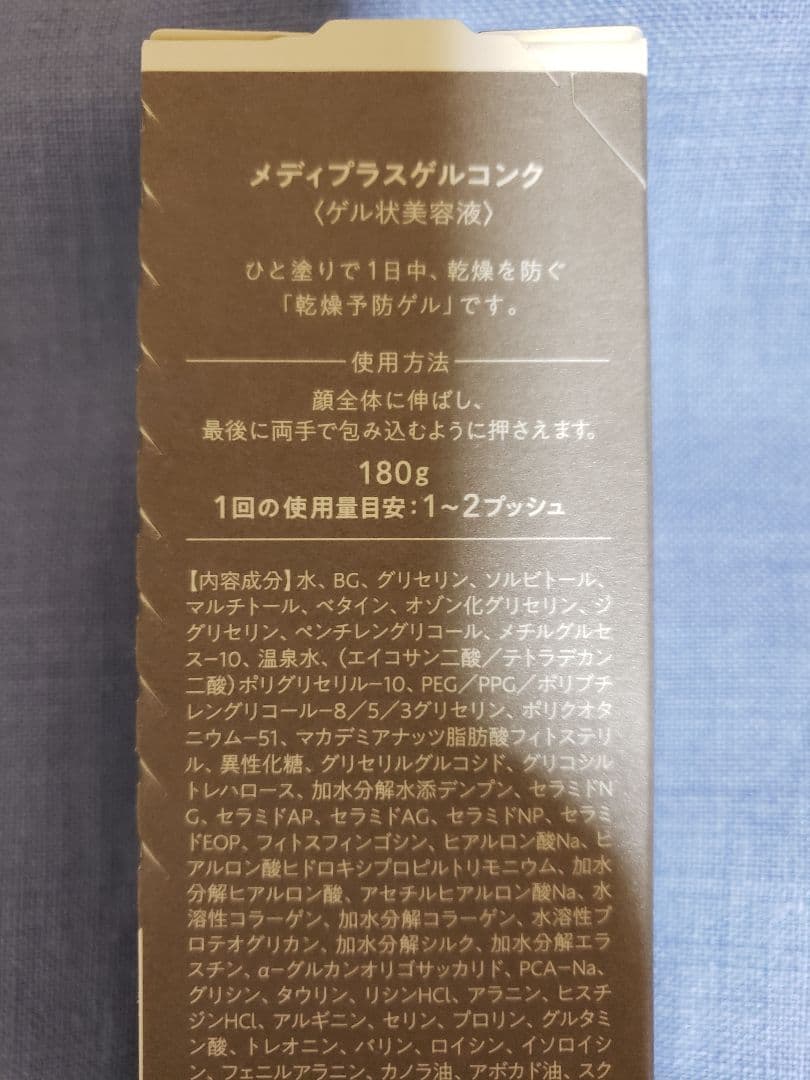 メディプラスゲルコンク
〈ゲル状美容液〉
ひと塗りで1日中、乾燥を防ぐ
「乾燥予防ゲル」です。
使用方法
顔全体に伸ばし、
最後に両手で包み込むように押さえます。
180g
1回の使用量目安：1〜2プッシュ
【内容成分】水、BG、グリセリン、ソルビトール、
マルチトール、ベタイン、オゾン化グリセリン、ジ
グリセリン、ペンチレングリコール、メチルグルセ
ス−10、温泉水、（エイコサン二酸／テトラデカン
二酸）ポリグリセリル−10、PEG／PPG／ポリブチ
レングリコール−8／5／3グリセリン、ポリクオタ
ニウム−51、マカデミアナッツ脂肪酸フィトステリ
ル、異性化糖、グリセリルグルコシド、グリコシル
トレハロース、加水分解水添デンプン、セラミドN
G、セラミドAP、セラミドAG、セラミドNP、セラミ
ドEOP、フィトスフィンゴシン、ヒアルロン酸Na、ヒ
アルロン酸ヒドロキシプロピルトリモニウム、加水
分解ヒアルロン酸、アセチルヒアルロン酸Na、水
溶性コラーゲン、加水分解コラーゲン、水溶性プ
ロテオグリカン、加水分解シルク、加水分解エラ
スチン、α−グルカンオリゴサッカリド、PCA−Na、
グリシン、タウリン、リシンHCl、アラニン、ヒスチ
ジンHCl、アルギニン、セリン、プロリン、グルタミ
ン酸、トレオニン、バリン、ロイシン、イソロイシ
ン、フェニルアラニン、カノラ油、アボカド油、スク